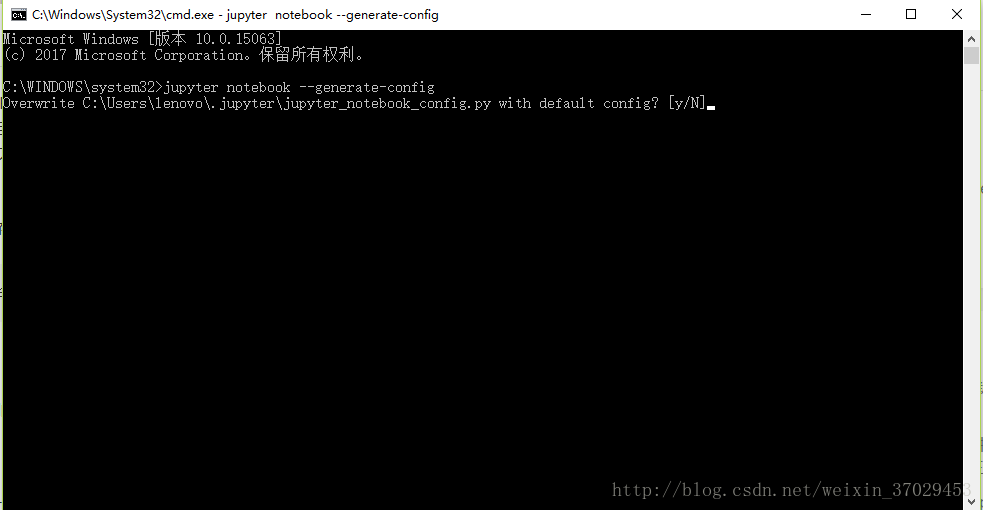 C:\Windows\System32\cmd.exe - jupyter  notebook --generate-config
Microsoft Windows [版本 10.0.15063]
(c) 2017 Microsoft Corporation。保留所有权利。
C:\WINDOWS\system32>jupyter notebook --generate-config
Overwrite C:\Users\lenovo\.jupyter\jupyter_notebook_config.py with default config? [y/N]
http://blog.csdn.net/weixin_37029453